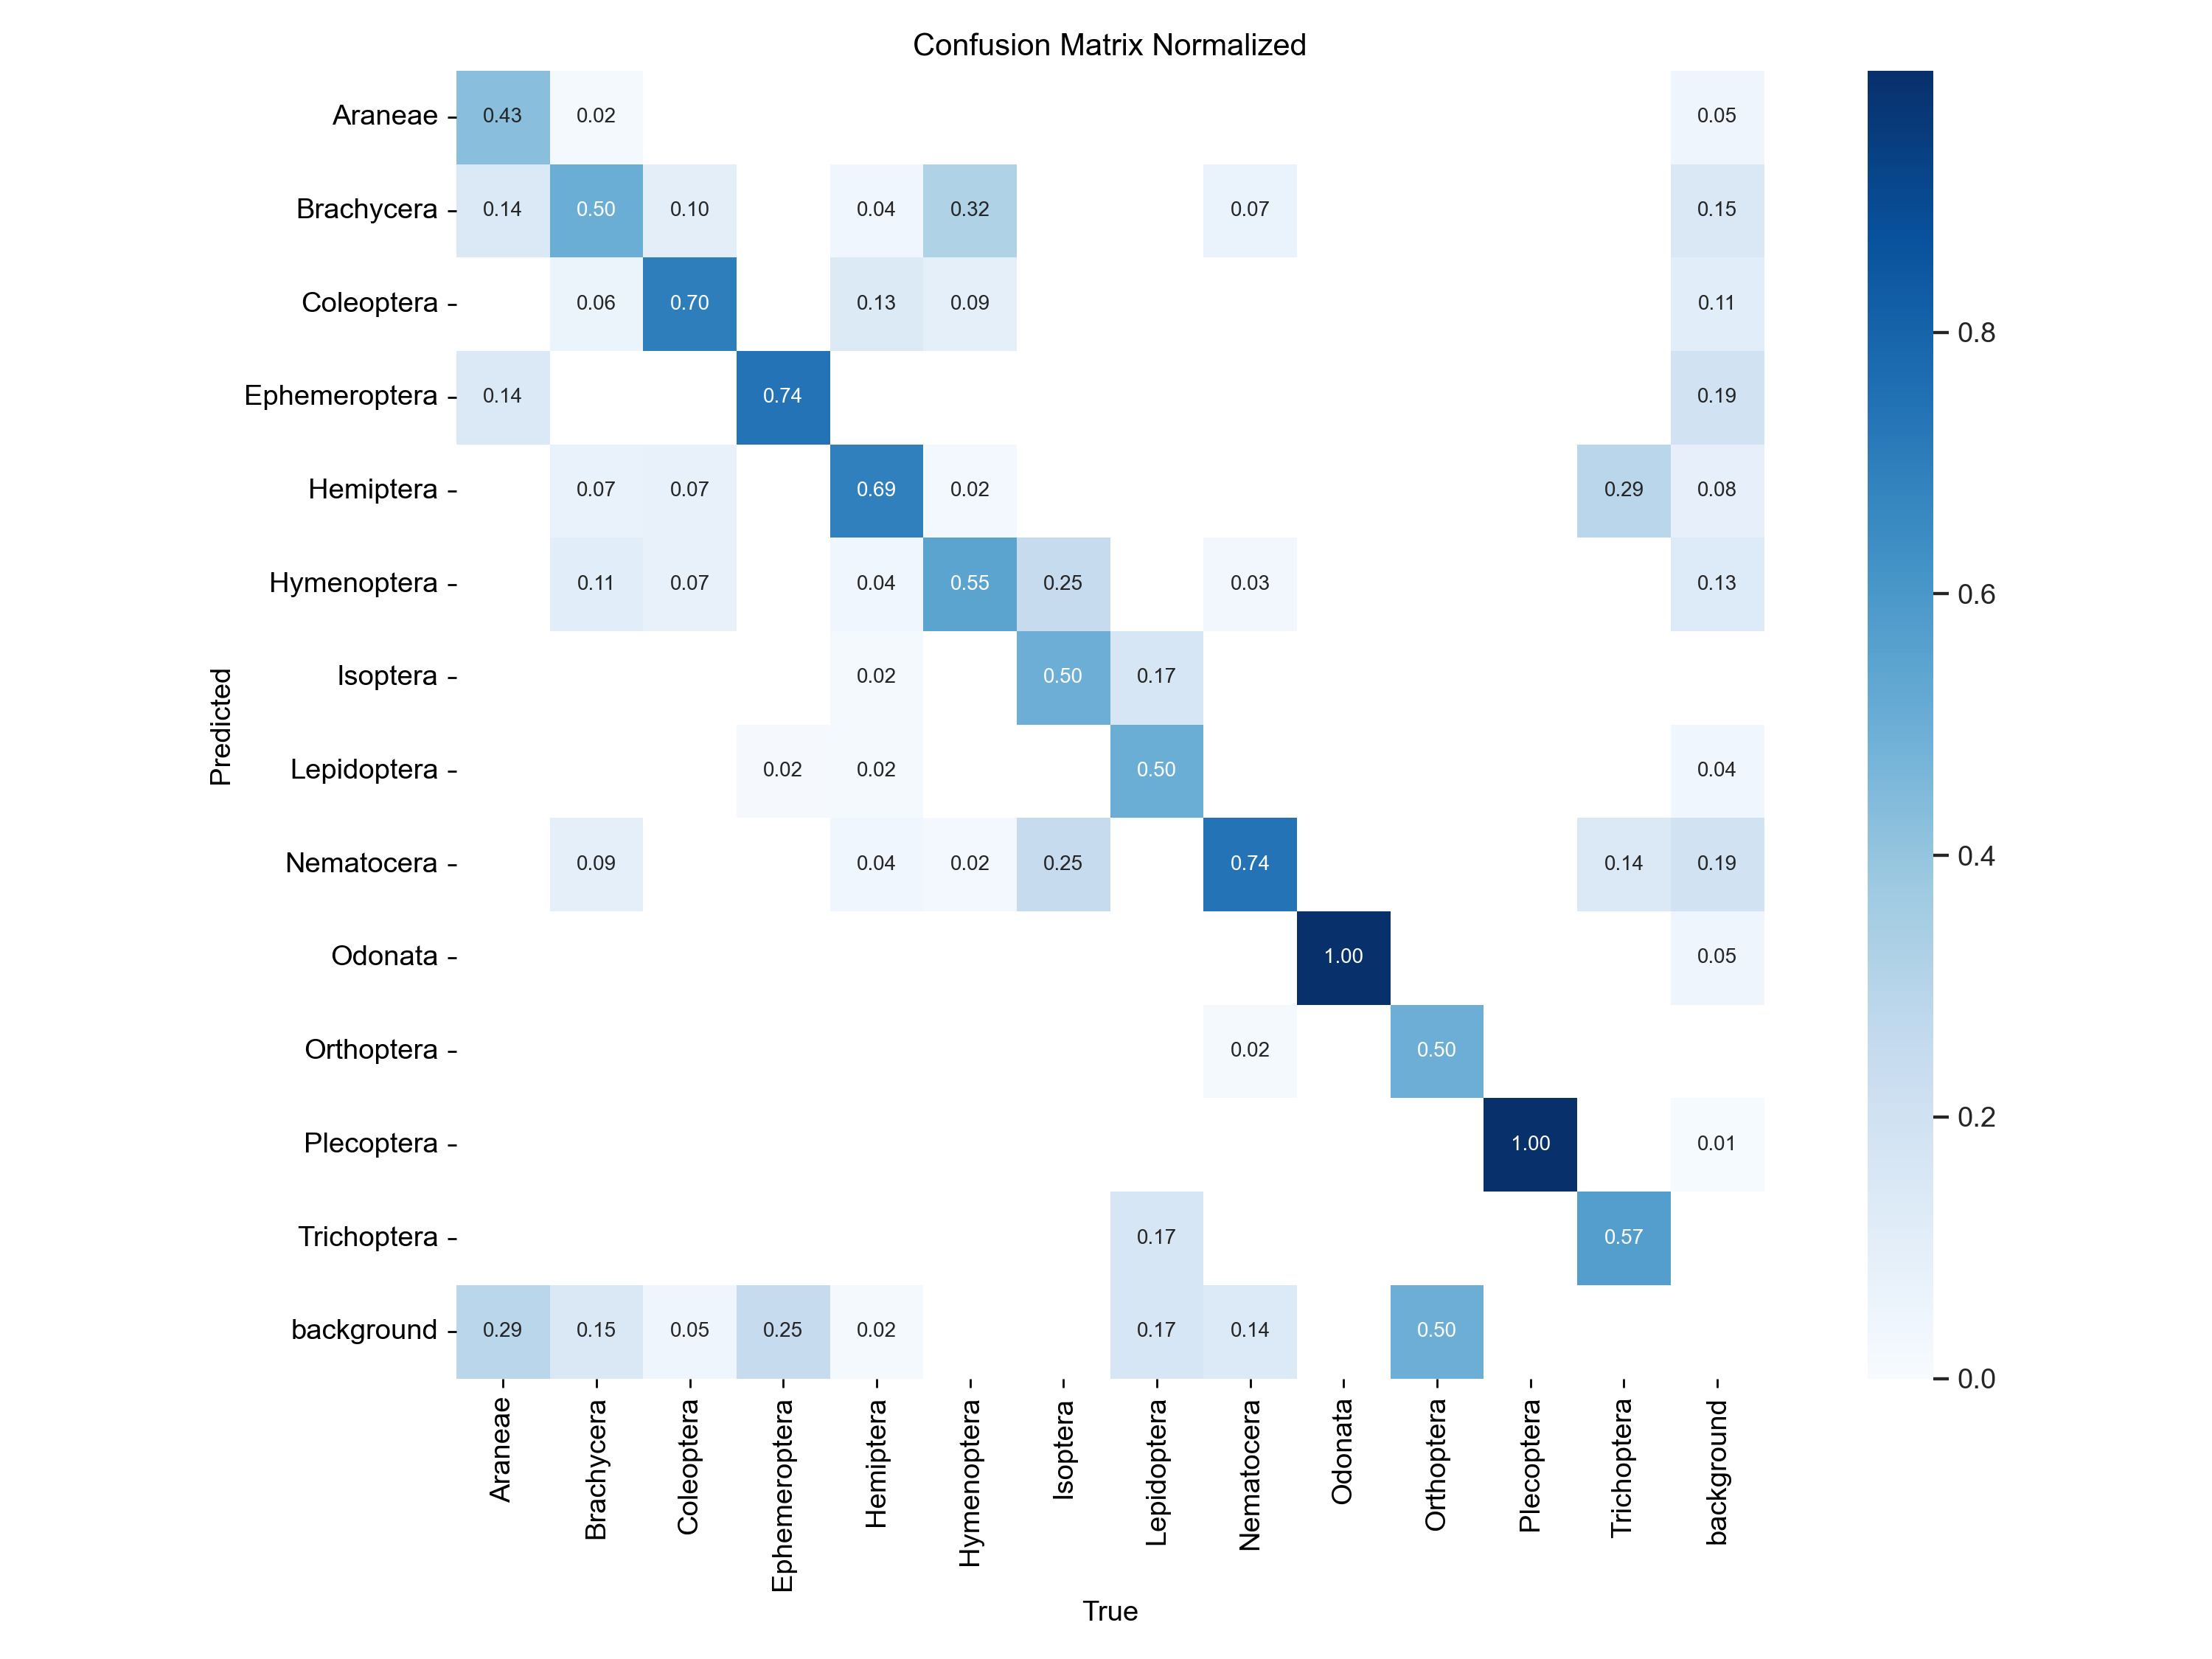 Confusion Matrix Normalized
Araneae 0.43 0.02 0.05
Brachycera 0.14 0.50 0.10 0.04 0.32 0.07 0.15
Coleoptera 0.06 0.70 0.13 0.09 0.11
0.8
Ephemeroptera 0.14 0.74 0.19
Hemiptera 0.07 0.07 0.69 0.02 0.29 0.08
Hymenoptera 0.11 0.07 0.04 0.55 0.25 0.03 0.13
0.6
Isoptera 0.02 0.50 0.17
Predicted
Lepidoptera 0.02 0.02 0.50 0.04
Nematocera 0.09 0.04 0.02 0.25 0.74 0.14 0.19
0.4
Odonata 1.00 0.05
Orthoptera 0.02 0.50
0.2
Plecoptera 1.00 0.01
Trichoptera 0.17 0.57
background 0.29 0.15 0.05 0.25 0.02 0.17 0.14 0.50
0.0
Araneae
Brachycera
Coleoptera
Ephemeroptera
Hemiptera
Hymenoptera
Isoptera
Lepidoptera
Nematocera
Odonata
Orthoptera
Plecoptera
Trichoptera
background
True